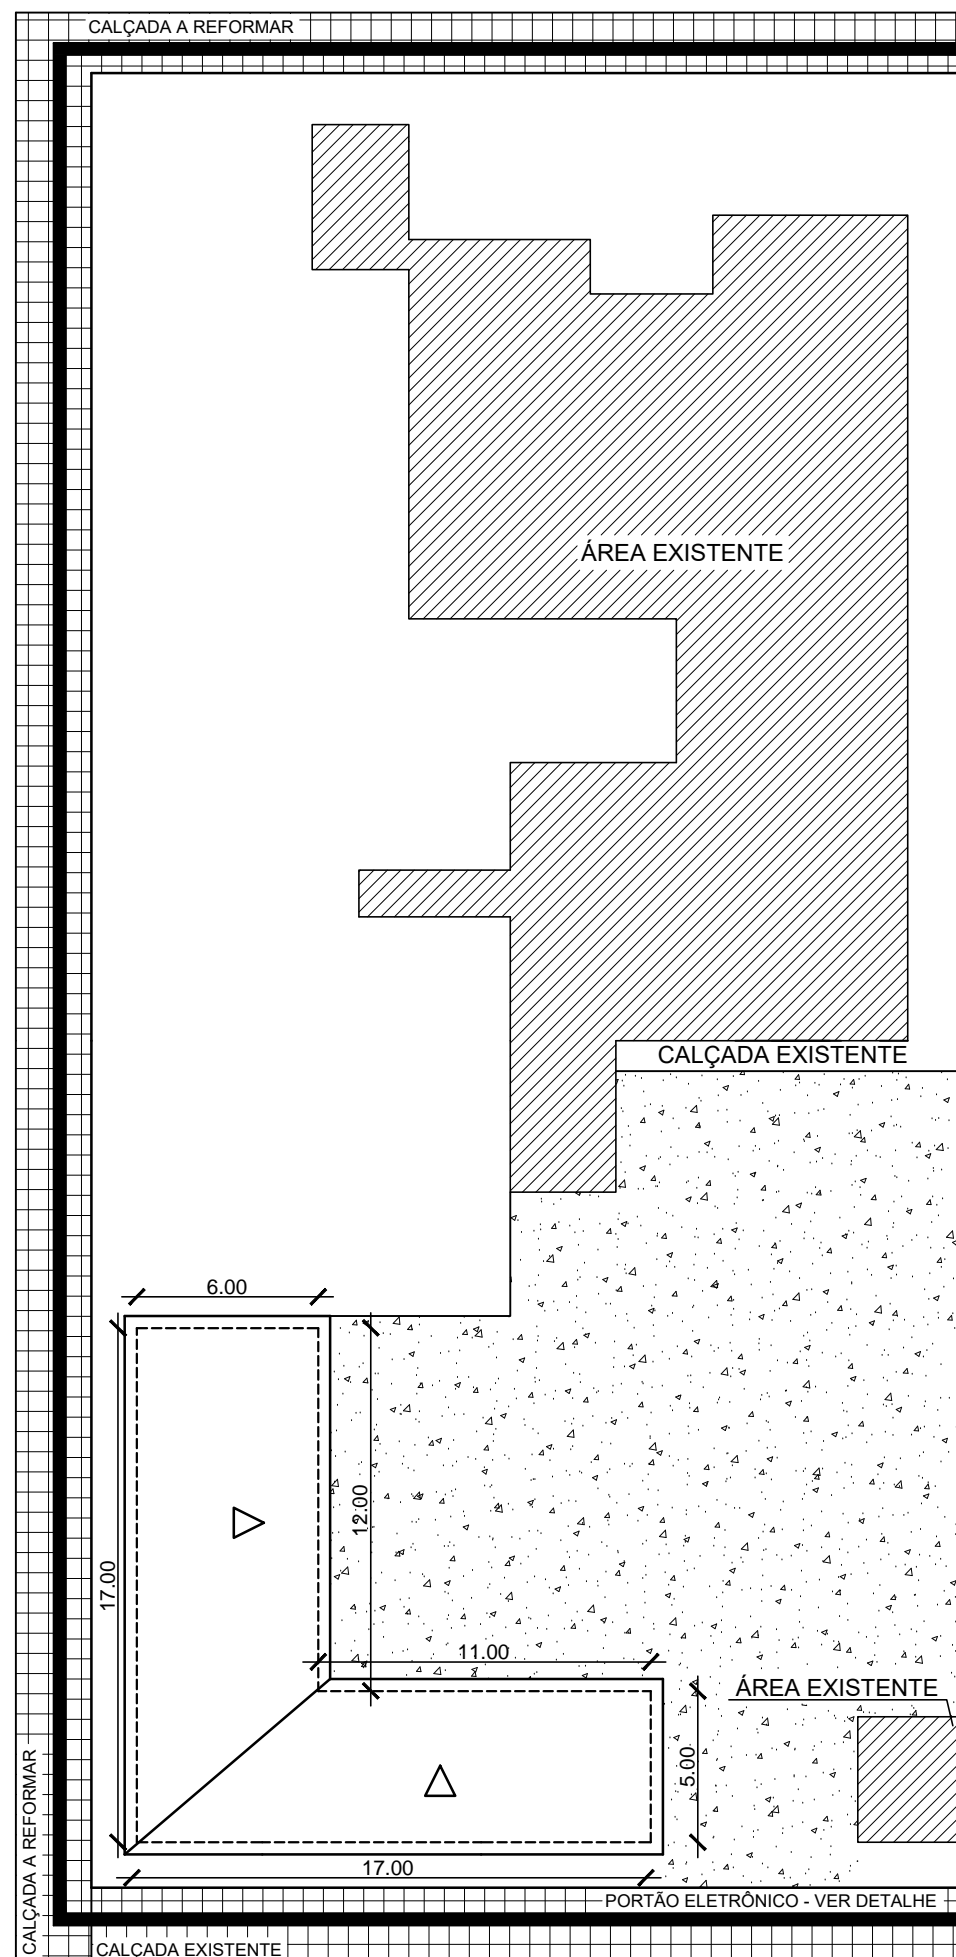 CALÇADA A REFORMAR
ÁREA EXISTENTE
CALÇADA EXISTENTE
6.00
12.00
17.00
11.00
ÁREA EXISTENTE
5.00
17.00
CALÇADA A REFORMAR
PORTÃO ELETRÔNICO - VER DETALHE
CALÇADA EXISTENTE